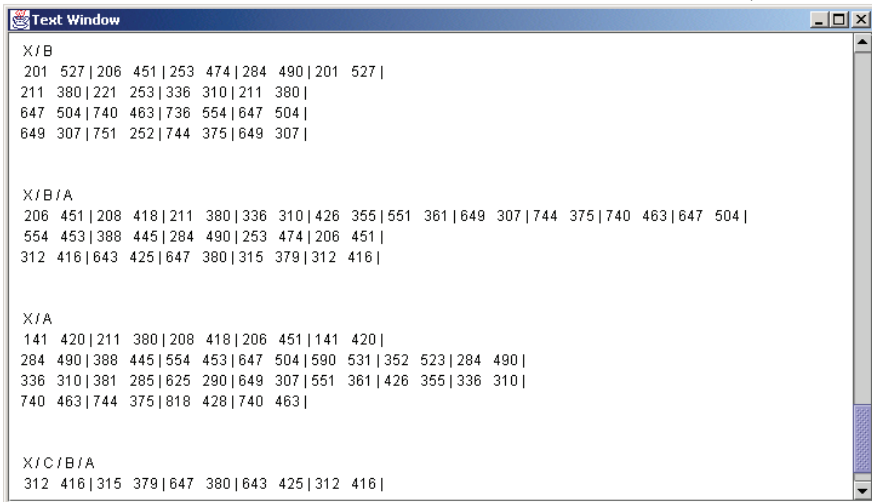 Text Window
X/B
201 527|206 451|253 474|284 490|201 527|
211 380|221 253|336 310|211 380|
647 504|740 463|736 554|647 504|
649 307|751 252|744 375|649 307|
X/B/A
206 451|208 418|211 380|336 310|426 355|551 361|649 307|744 375|740 463|647 504|
554 453|388 445|284 490|253 474|206 451|
312 416|643 425|647 380|315 379|312 416|
X/A
141 420|211 380|208 418|206 451|141 420|
284 490|388 445|554 453|647 504|590 531|352 523|284 490|
336 310|381 285|625 290|649 307|551 361|426 355|336 310|
740 463|744 375|818 428|740 463|
X/C/B/A
312 416|315 379|647 380|643 425|312 416|